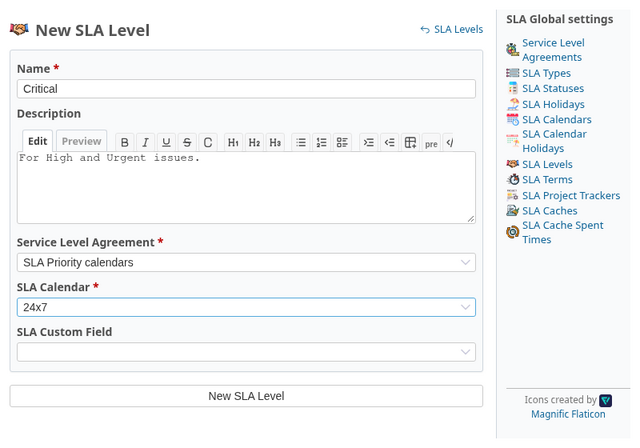 New SLA Level
SLA Levels
Name *
Critical
Description
Edit Preview B I U S C H1 H2 H3 pre
For High and Urgent issues.
Service Level Agreement *
SLA Priority calendars
SLA Calendar *
24x7
SLA Custom Field
New SLA Level
SLA Global settings
Service Level
Agreements
SLA Types
SLA Statuses
SLA Holidays
SLA Calendars
SLA Calendar
Holidays
SLA Levels
SLA Terms
SLA Project Trackers
SLA Caches
SLA Cache Spent
Times
Icons created by
Magnific Flaticon